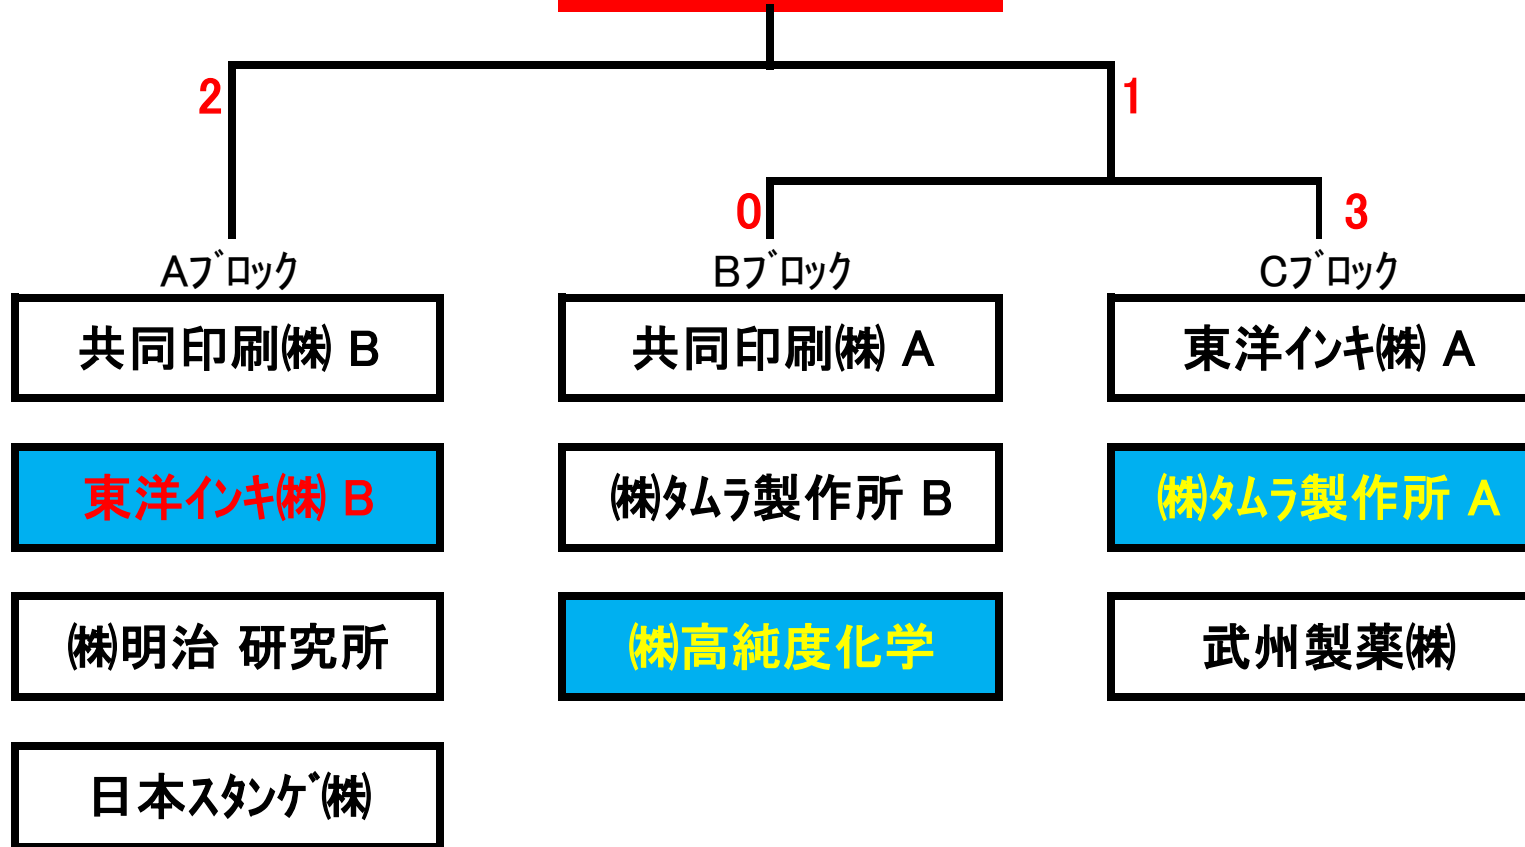 2 1
0 3
Aﾌﾞﾛｯｸ Bﾌﾞﾛｯｸ Cﾌﾞﾛｯｸ
共同印刷㈱ B 共同印刷㈱ A 東洋ｲﾝｷ㈱ A
東洋ｲﾝｷ㈱ B ㈱ﾀﾑﾗ製作所 B ㈱ﾀﾑﾗ製作所 A
㈱明治 研究所 ㈱高純度化学 武州製薬㈱
日本ｽﾀﾝｹﾞ㈱